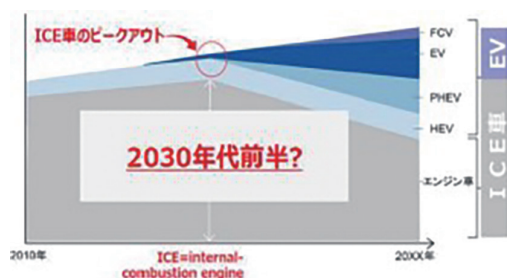 ICE車のピークアウト
FCV
EV
PHEV
HEV
エンジン車
EV
ICE車
2030年代前半?
2010年
ICE=internal-
combustion engine
20XX年